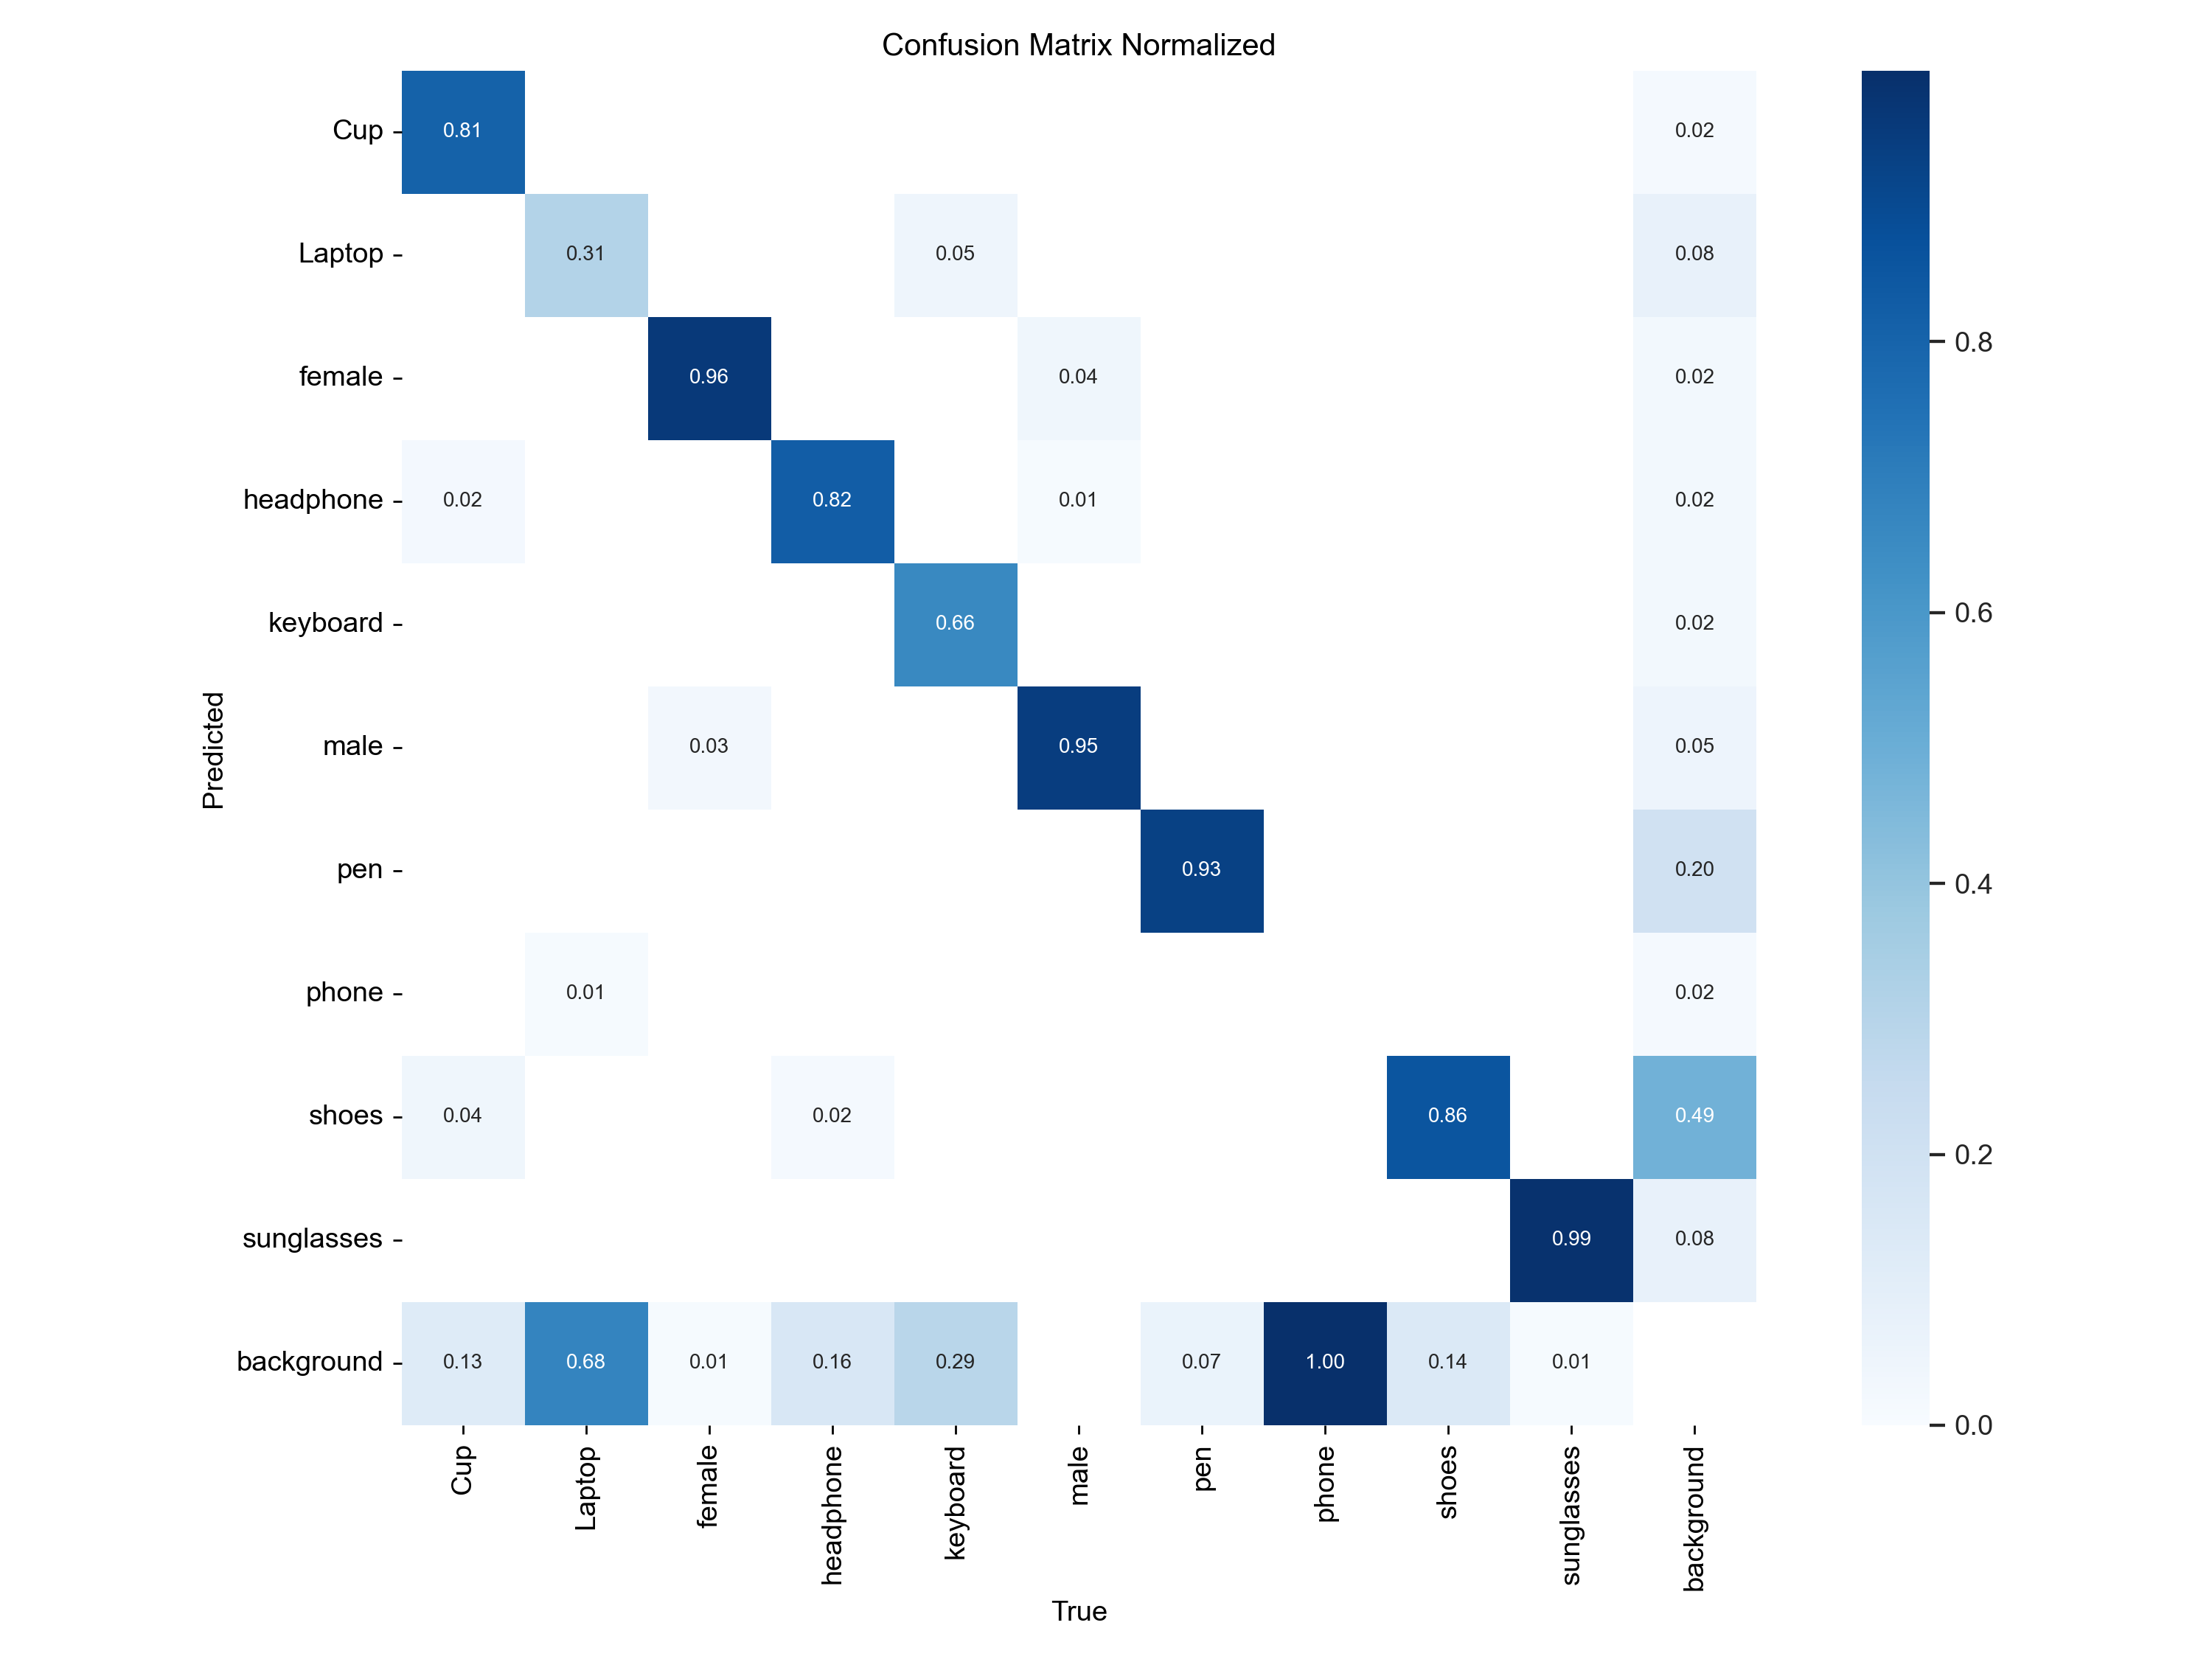 Confusion Matrix Normalized
Cup 0.81 0.02
Laptop 0.31 0.05 0.08
female 0.96 0.04 0.02
headphone 0.02 0.82 0.01 0.02
keyboard 0.66 0.02
male 0.03 0.95 0.05
pen 0.93 0.20
phone 0.01 0.02
shoes 0.04 0.02 0.86 0.49
sunglasses 0.99 0.08
background 0.13 0.68 0.01 0.16 0.29 0.07 1.00 0.14 0.01
Predicted
Cup Laptop female headphone keyboard male pen phone shoes sunglasses background
True
0.8
0.6
0.4
0.2
0.0